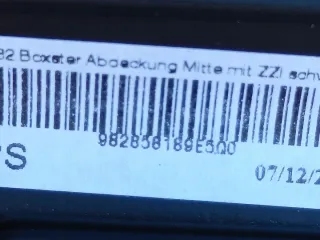 82 Boxster Abdeckung Mitte mit ZZI schw
982858189E5Q0
S
07/12/2